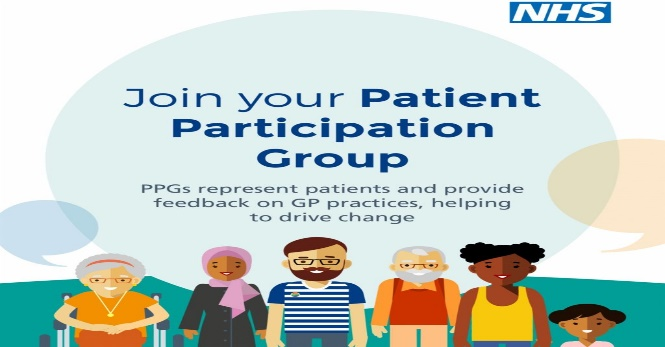 NHS
Join your Patient
Participation
Group
PPGs represent patients and provide
feedback on GP practices, helping
to drive change